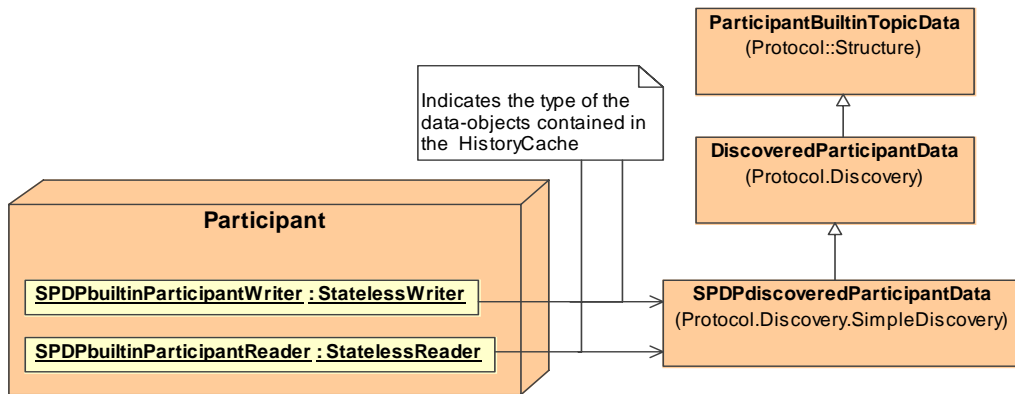 ParticipantBuiltinTopicData
(Protocol::Structure)
Indicates the type of the
data-objects contained in
the HistoryCache
DiscoveredParticipantData
(Protocol.Discovery)
Participant
SPDPbuiltinParticipantWriter : StatelessWriter
SPDPdiscoveredParticipantData
(Protocol.Discovery.SimpleDiscovery)
SPDPbuiltinParticipantReader : StatelessReader